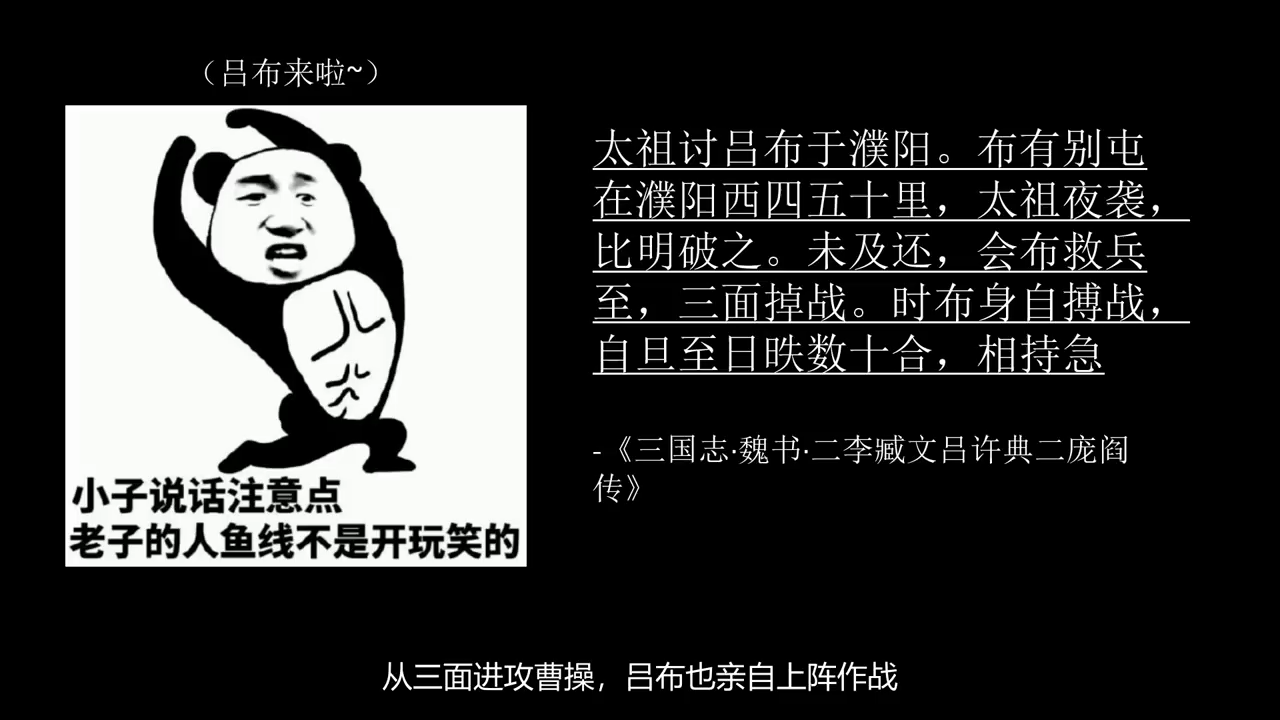 （吕布来啦~）
太祖讨吕布于濮阳。布有别屯
在濮阳西四五十里，太祖夜袭，
比明破之。未及还，会布救兵
至，三面掉战。时布身自搏战，
自旦至日昳数十合，相持急
-《三国志·魏书·二李臧文吕许典二庞阎
传》
小子说话注意点
老子的人鱼线不是开玩笑的
从三面进攻曹操，吕布也亲自上阵作战